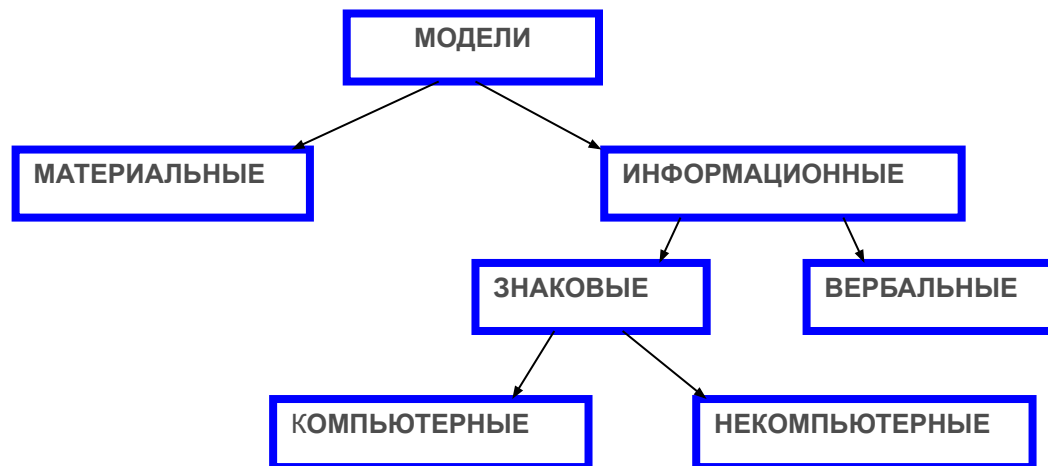 МОДЕЛИ
МАТЕРИАЛЬНЫЕ
ИНФОРМАЦИОННЫЕ
ЗНАКОВЫЕ
ВЕРБАЛЬНЫЕ
КОМПЬЮТЕРНЫЕ
НЕКОМПЬЮТЕРНЫЕ